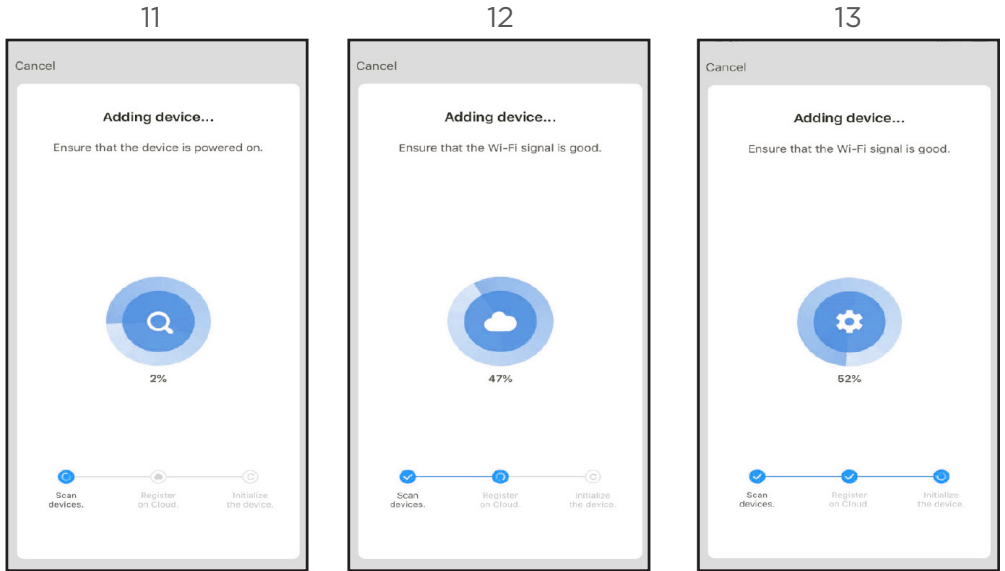 11
Cancel
Adding device...
Ensure that the device is powered on.
2%
Scan
devices.
Register
on Cloud.
Initialize
the device.
12
Cancel
Adding device...
Ensure that the Wi-Fi signal is good.
47%
Scan
devices.
Register
on Cloud.
Initialize
the device.
13
Cancel
Adding device...
Ensure that the Wi-Fi signal is good.
52%
Scan
devices.
Register
on Cloud.
Initialize
the device.